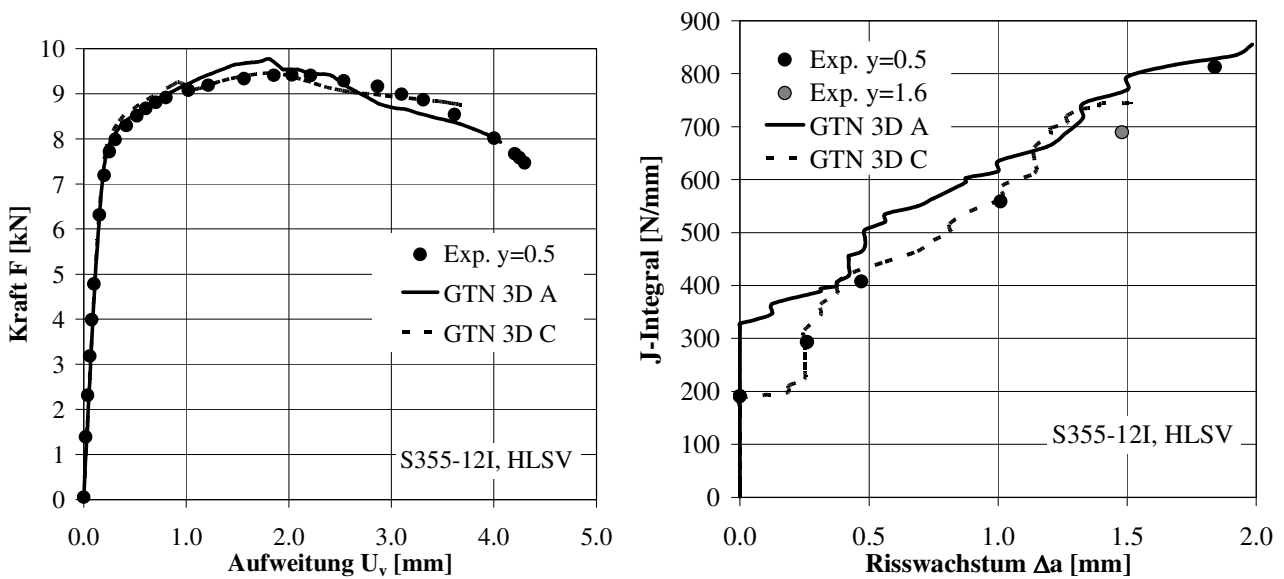 Kraft F [kN]
10
9
8
7
6
5
4
3
2
1
0
0.0 1.0 2.0 3.0 4.0 5.0
Aufweitung Uv [mm]
Exp. y=0.5
GTN 3D A
GTN 3D C
S355-12I, HLSV
J-Integral [N/mm]
900
800
700
600
500
400
300
200
100
0
0.0 0.5 1.0 1.5 2.0
Risswachstum Δa [mm]
Exp. y=0.5
Exp. y=1.6
GTN 3D A
GTN 3D C
S355-12I, HLSV